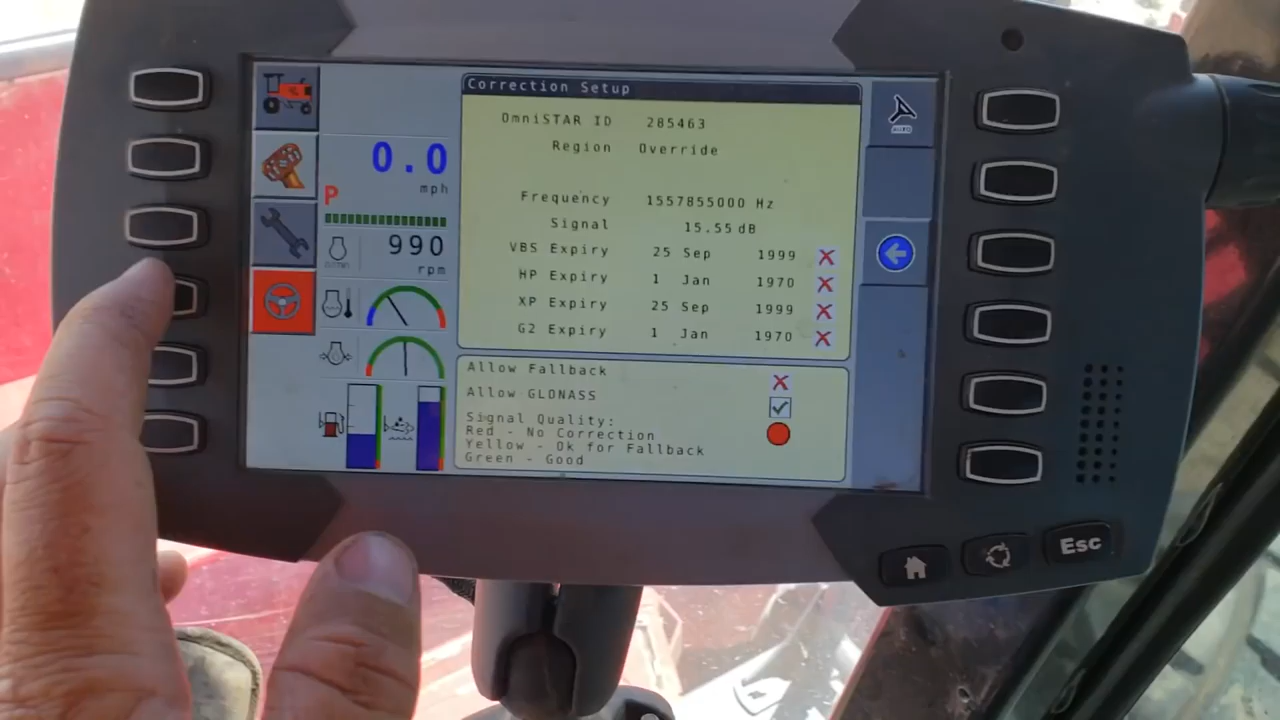 Correction Setup
OmniSTAR ID 285463
Region Override
Frequency 1557855000 Hz
Signal 15.55 dB
VBS Expiry 25 Sep 1999
HP Expiry 1 Jan 1970
XP Expiry 25 Sep 1999
G2 Expiry 1 Jan 1970
Allow Fallback
Allow GLONASS
Signal Quality:
Red - No Correction
Yellow - Ok for Fallback
Green - Good
0.0
mph
P
990
rpm
AUTO
Esc